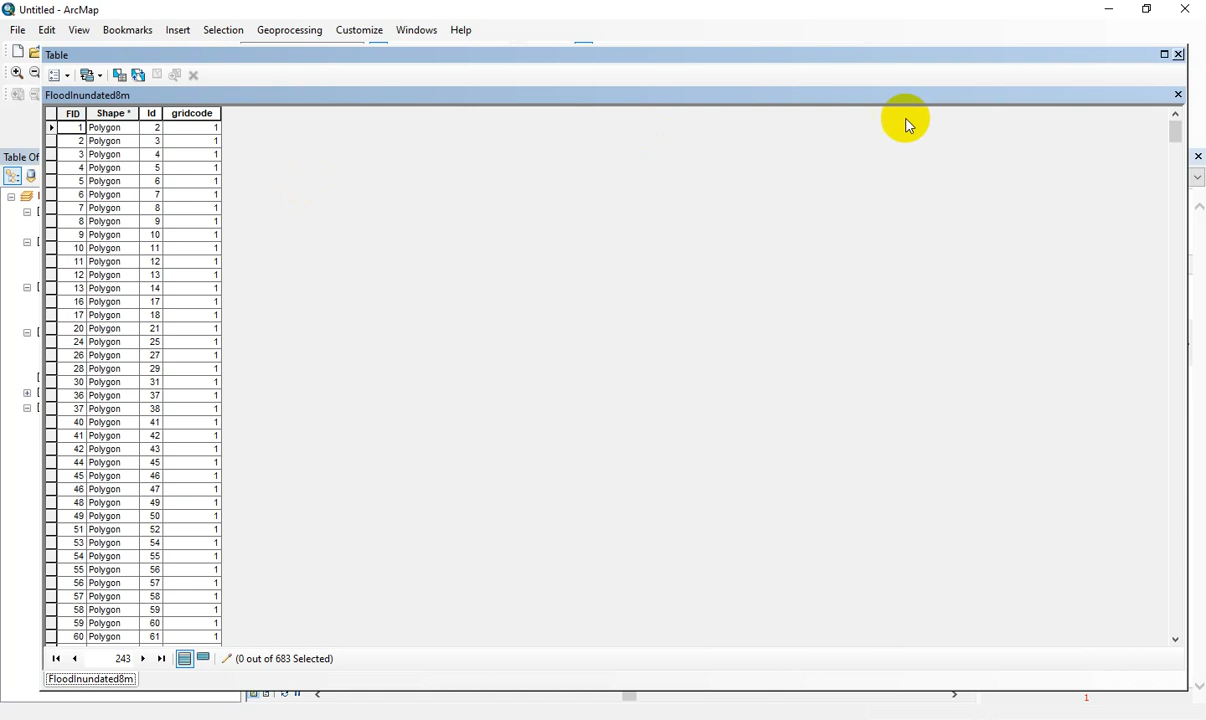 Untitled - ArcMap
File Edit View Bookmarks Insert Selection Geoprocessing Customize Windows Help
Table
FloodInundated8m
FID Shape * Id gridcode
1 Polygon 2 1
2 Polygon 3 1
3 Polygon 4 1
4 Polygon 5 1
5 Polygon 6 1
6 Polygon 7 1
7 Polygon 8 1
8 Polygon 9 1
9 Polygon 10 1
10 Polygon 11 1
11 Polygon 12 1
12 Polygon 13 1
13 Polygon 14 1
16 Polygon 17 1
17 Polygon 18 1
20 Polygon 21 1
24 Polygon 25 1
26 Polygon 27 1
28 Polygon 29 1
30 Polygon 31 1
36 Polygon 37 1
37 Polygon 38 1
40 Polygon 41 1
41 Polygon 42 1
42 Polygon 43 1
44 Polygon 45 1
45 Polygon 46 1
46 Polygon 47 1
48 Polygon 49 1
49 Polygon 50 1
51 Polygon 52 1
53 Polygon 54 1
54 Polygon 55 1
55 Polygon 56 1
56 Polygon 57 1
57 Polygon 58 1
58 Polygon 59 1
59 Polygon 60 1
60 Polygon 61 1
243 (0 out of 683 Selected)
FloodInundated8m
Table Of
1